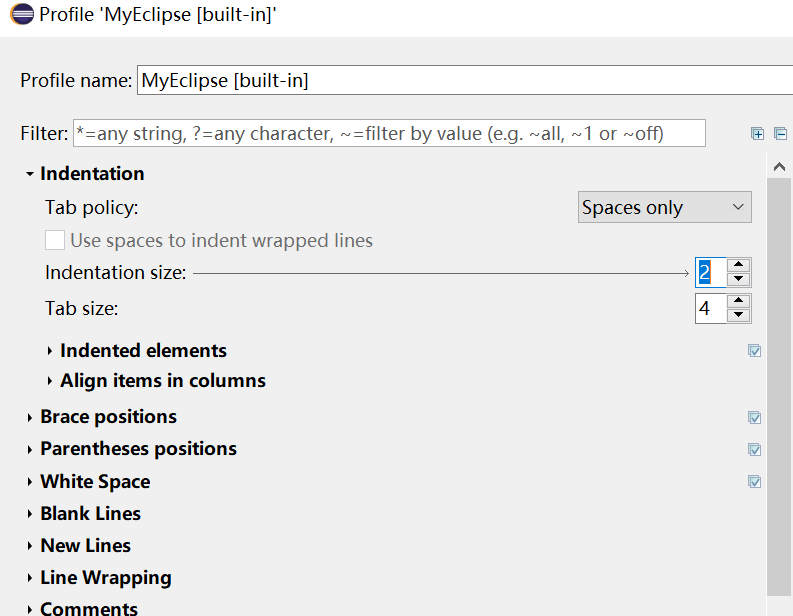 Profile 'MyEclipse [built-in]'
Profile name: MyEclipse [built-in]
Filter: *=any string, ?=any character, ~=filter by value (e.g. ~all, ~1 or ~off)
Indentation
Tab policy: Spaces only
Use spaces to indent wrapped lines
Indentation size: 2
Tab size: 4
Indented elements
Align items in columns
Brace positions
Parentheses positions
White Space
Blank Lines
New Lines
Line Wrapping
Comments